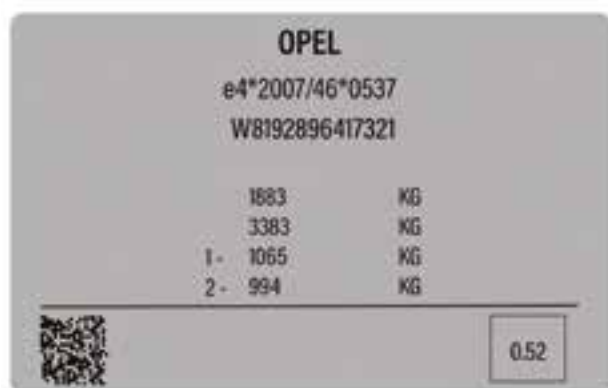 OPEL
e4*2007/46*0537
W8192896417321
1883 KG
3383 KG
1- 1065 KG
2- 994 KG
0.52